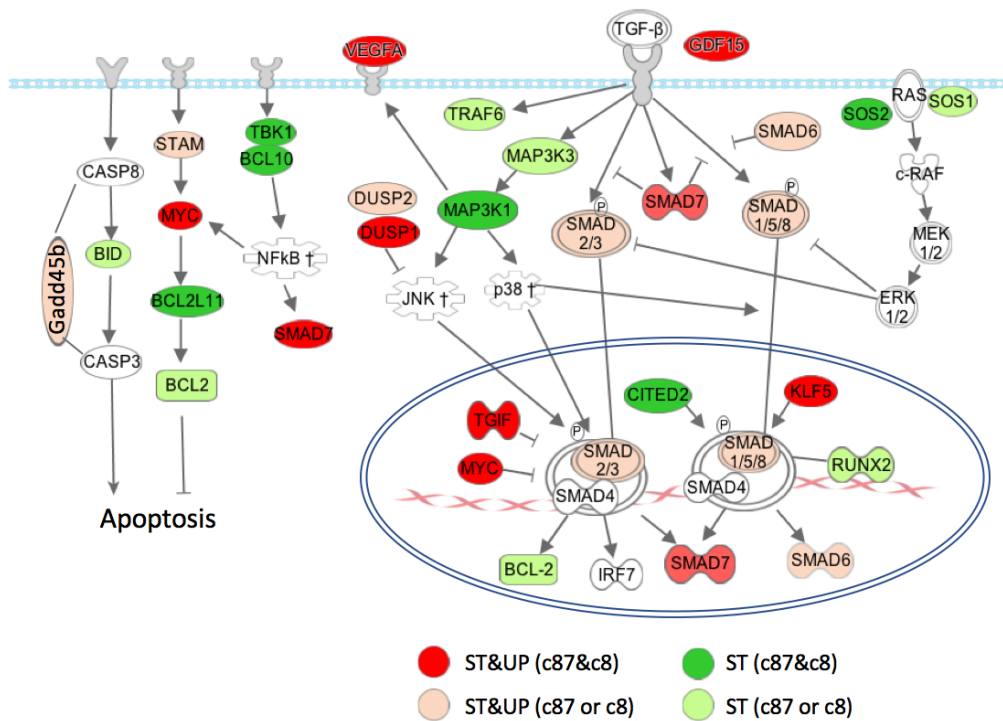 TGF-β
VEGFA
GDF15
RAS
SOS1
SOS2
TRAF6
SMAD6
TBK1
BCL10
STAM
MAP3K3
CASP8
c-RAF
DUSP2
DUSP1
MAP3K1
SMAD7
P
SMAD
2/3
P
SMAD
1/5/8
MYC
MEK
1/2
BID
NFkB †
Gadd45b
JNK †
p38 †
ERK
1/2
BCL2L11
SMAD7
CASP3
BCL2
CITED2
KLF5
TGIF
P
SMAD
2/3
P
SMAD
1/5/8
MYC
RUNX2
SMAD4
SMAD4
Apoptosis
BCL-2
IRF7
SMAD7
SMAD6
ST&UP (c87&c8)
ST (c87&c8)
ST&UP (c87 or c8)
ST (c87 or c8)